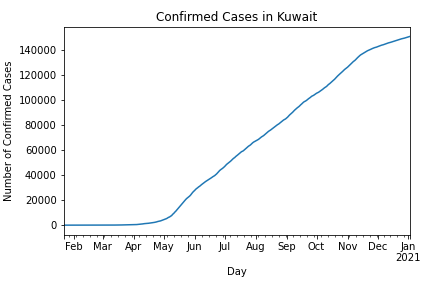 Confirmed Cases in Kuwait
Number of Confirmed Cases
140000
120000
100000
80000
60000
40000
20000
0
Feb Mar Apr May Jun Jul Aug Sep Oct Nov Dec Jan
2021
Day